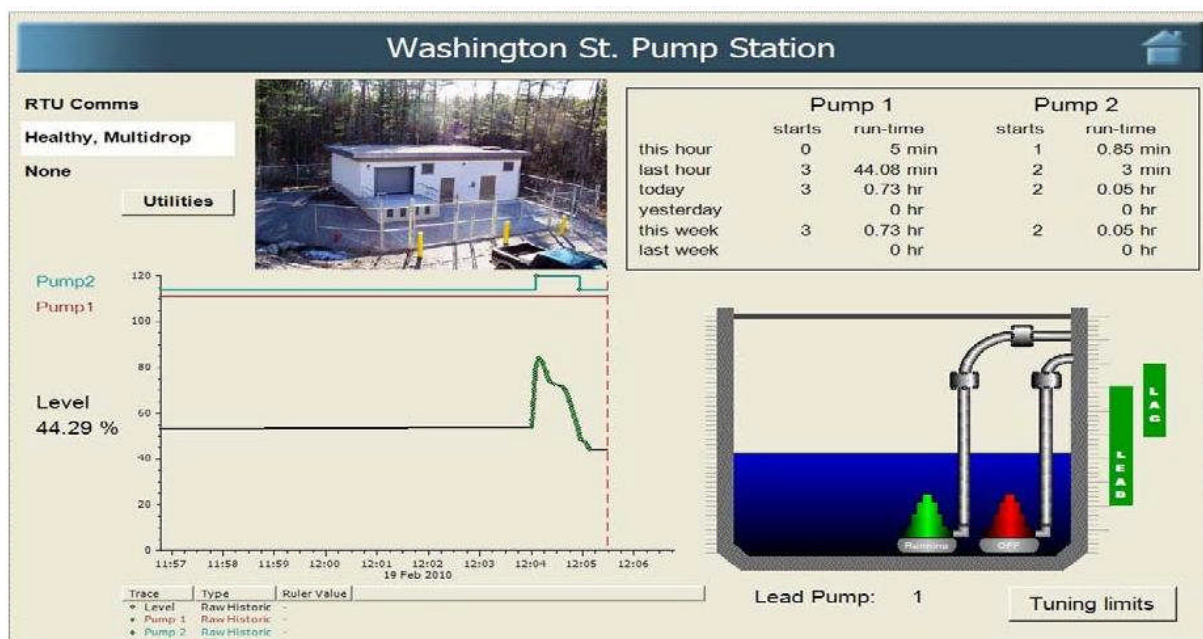 Washington St. Pump Station
RTU Comms
Healthy, Multidrop
None
Utilities
Pump 1 Pump 2
starts run-time starts run-time
this hour 0 5 min 1 0.85 min
last hour 3 44.08 min 2 3 min
today 3 0.73 hr 2 0.05 hr
yesterday 0 hr 0 hr
this week 3 0.73 hr 2 0.05 hr
last week 0 hr 0 hr
Pump2
Pump1
Level
44.29 %
120
100
80
60
40
20
0
11:57 11:58 11:59 12:00 12:01 12:02 12:03 12:04 12:05 12:06
19 Feb 2010
Trace Type Ruler Value
Level Raw Historic -
Pump 1 Raw Historic -
Pump 2 Raw Historic -
LAG
LEAD
Running OFF
Lead Pump: 1
Tuning limits